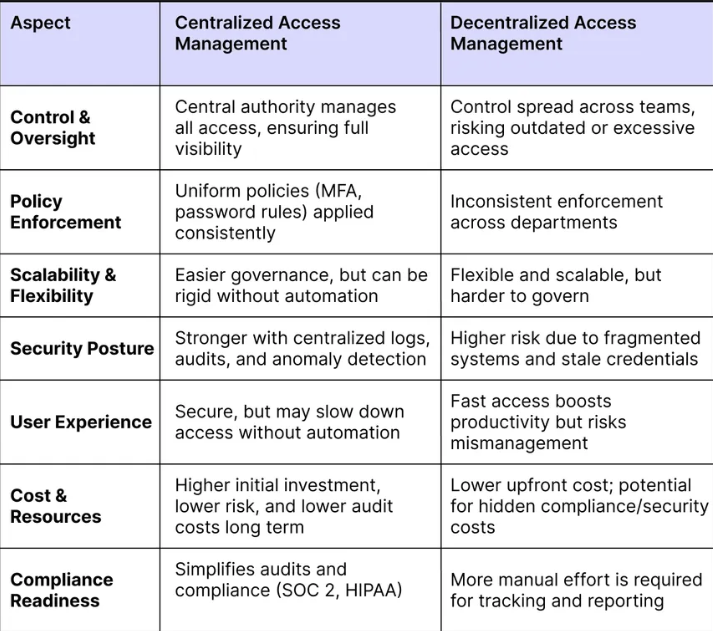 Aspect
Centralized Access
Management
Decentralized Access
Management
Control &
Oversight
Central authority manages
all access, ensuring full
visibility
Control spread across teams,
risking outdated or excessive
access
Policy
Enforcement
Uniform policies (MFA,
password rules) applied
consistently
Inconsistent enforcement
across departments
Scalability &
Flexibility
Easier governance, but can be
rigid without automation
Flexible and scalable, but
harder to govern
Security Posture
Stronger with centralized logs,
audits, and anomaly detection
Higher risk due to fragmented
systems and stale credentials
User Experience
Secure, but may slow down
access without automation
Fast access boosts
productivity but risks
mismanagement
Cost &
Resources
Higher initial investment,
lower risk, and lower audit
costs long term
Lower upfront cost; potential
for hidden compliance/security
costs
Compliance
Readiness
Simplifies audits and
compliance (SOC 2, HIPAA)
More manual effort is required
for tracking and reporting